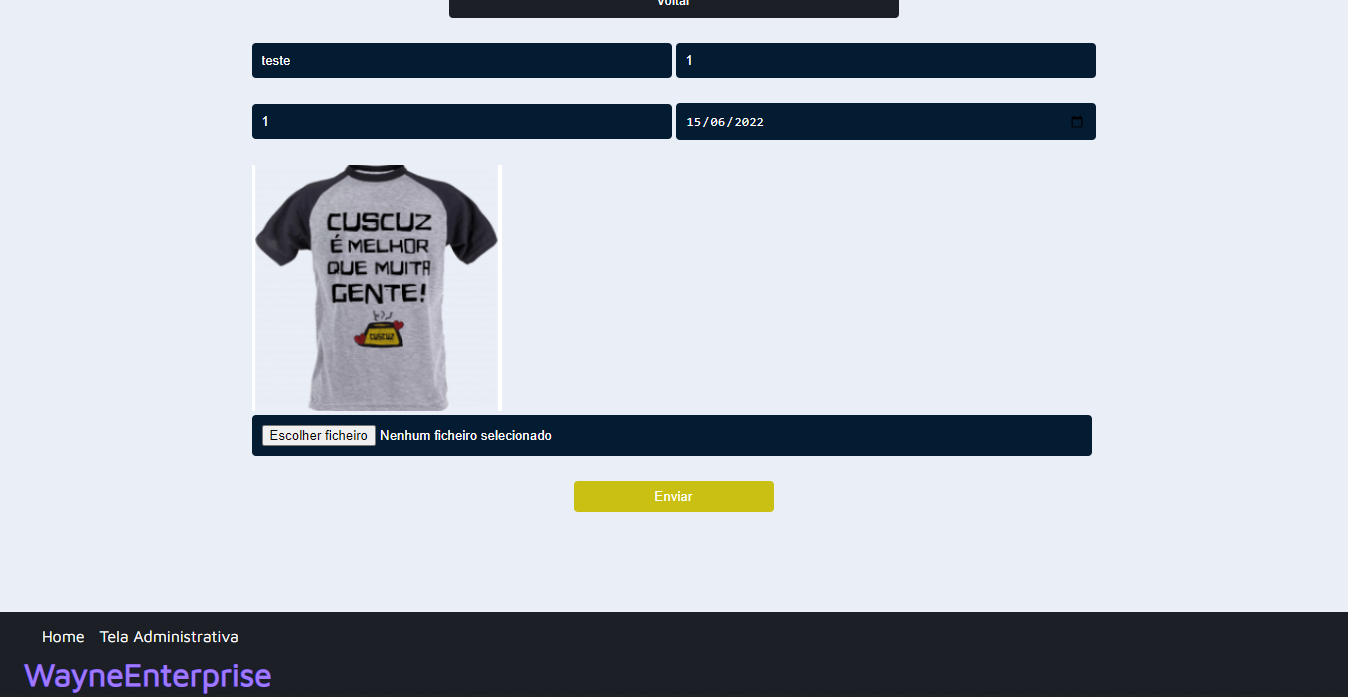 Voltar
teste
1
1
15/06/2022
CUSCUZ
É MELHOR
QUE MUITA
GENTE!
CUSCUZ
Escolher ficheiro Nenhum ficheiro selecionado
Enviar
Home Tela Administrativa
WayneEnterprise